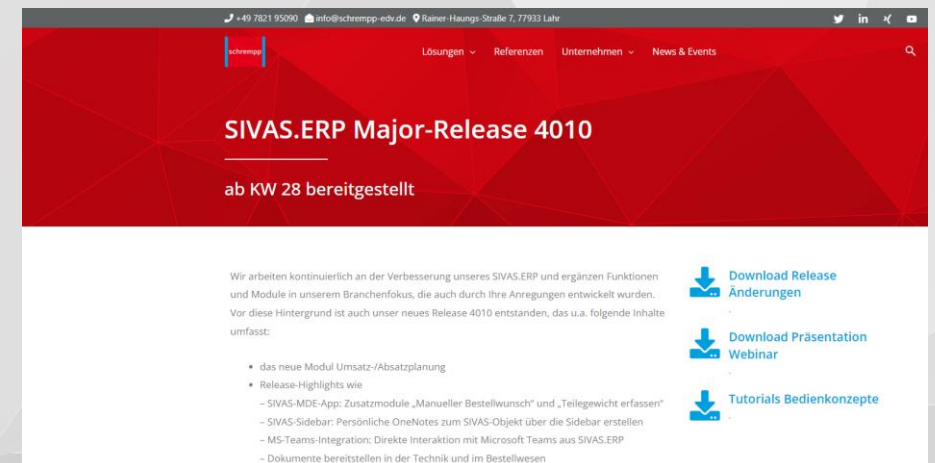 +49 7821 95090 info@schrempp-edv.de Rainer-Haungs-Straße 7, 77933 Lahr
schrempp Lösungen Referenzen Unternehmen News & Events
SIVAS.ERP Major-Release 4010
ab KW 28 bereitgestellt
Wir arbeiten kontinuierlich an der Verbesserung unseres SIVAS.ERP und ergänzen Funktionen
und Module in unserem Branchenfokus, die auch durch Ihre Anregungen entwickelt wurden.
Vor diese Hintergrund ist auch unser neues Release 4010 entstanden, das u.a. folgende Inhalte
umfasst:
• das neue Modul Umsatz-/Absatzplanung
• Release-Highlights wie
– SIVAS-MDE-App: Zusatzmodule „Manueller Bestellwunsch“ und „Teilegewicht erfassen“
– SIVAS-Sidebar: Persönliche OneNotes zum SIVAS-Objekt über die Sidebar erstellen
– MS-Teams-Integration: Direkte Interaktion mit Microsoft Teams aus SIVAS.ERP
– Dokumente bereitstellen in der Technik und im Bestellwesen
Download Release
Änderungen
.
Download Präsentation
Webinar
.
Tutorials Bedienkonzepte
.